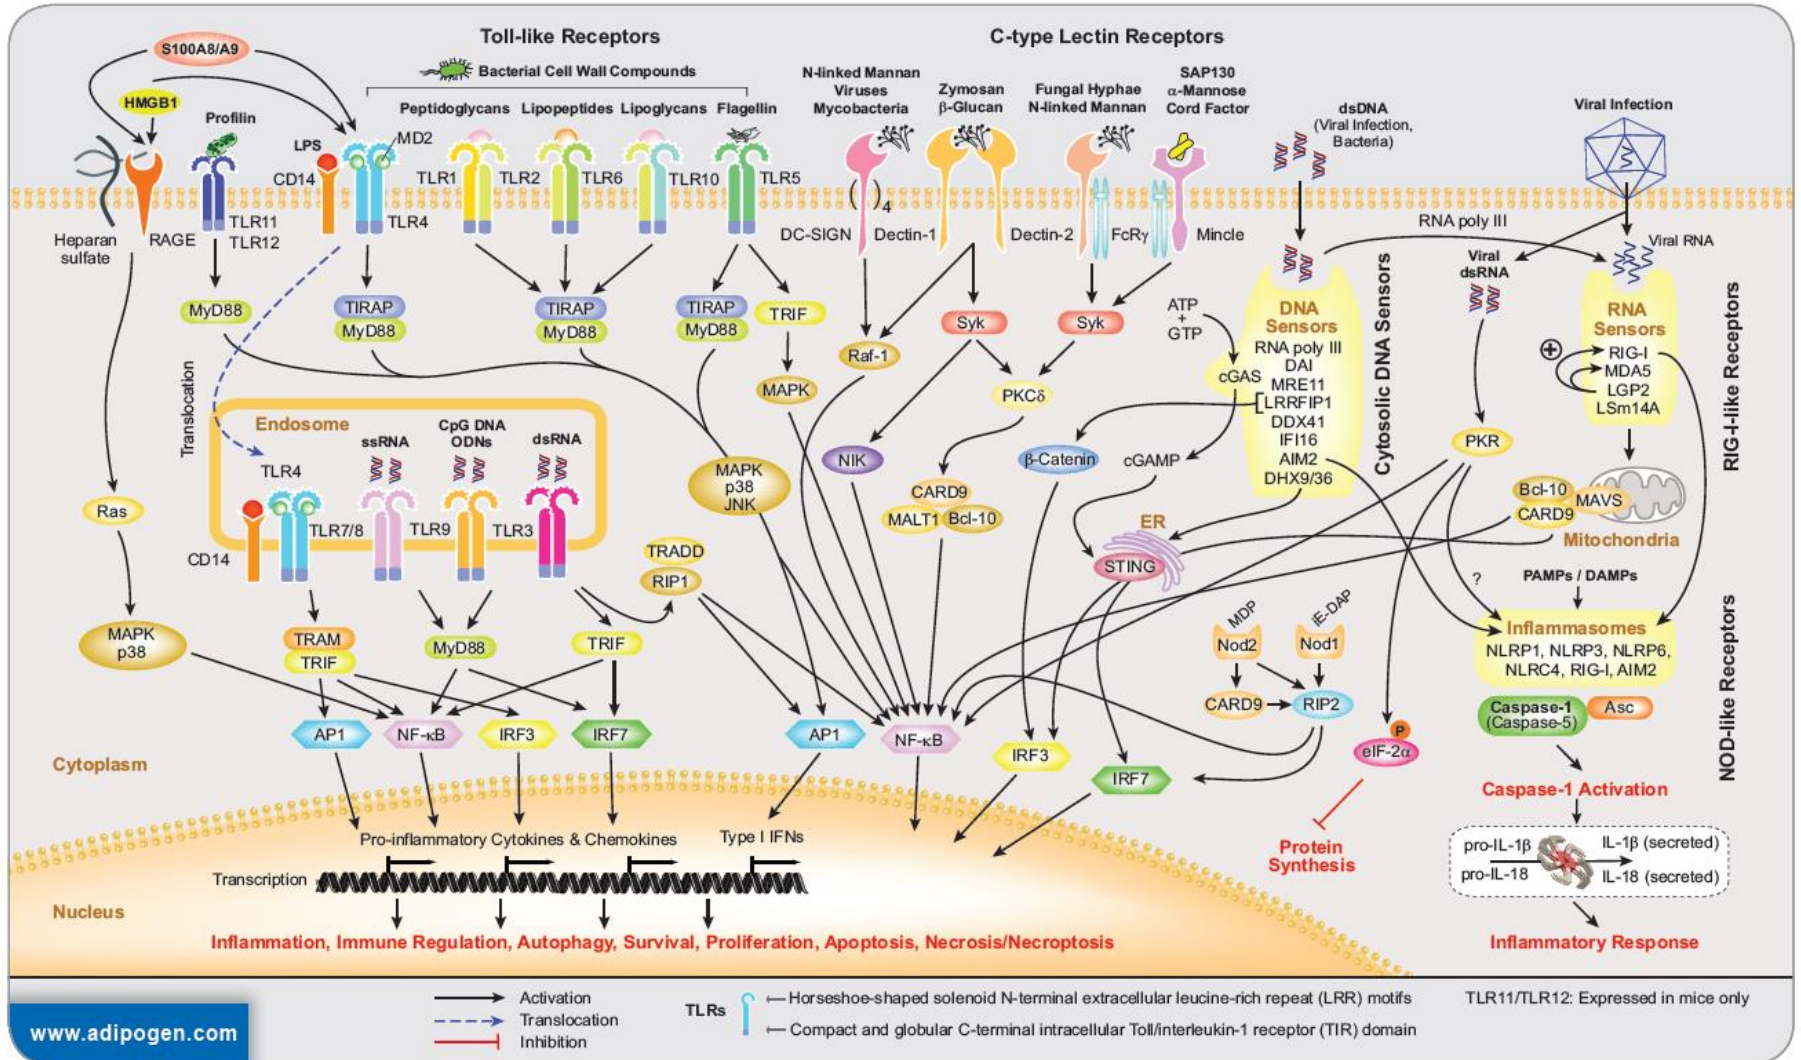 Toll-like Receptors
C-type Lectin Receptors
S100A8/A9
HMGB1
Bacterial Cell Wall Compounds
Profilin
Peptidoglycans
Lipopeptides
Lipoglycans
Flagellin
LPS
MD2
CD14
TLR1
TLR2
TLR6
TLR10
TLR5
TLR4
TLR11
TLR12
Heparan
sulfate
RAGE
N-linked Mannan
Viruses
Mycobacteria
Zymosan
β-Glucan
Fungal Hyphae
N-linked Mannan
SAP130
α-Mannose
Cord Factor
dsDNA
(Viral Infection,
Bacteria)
Viral Infection
( )4
DC-SIGN
Dectin-1
Dectin-2
FcRγ
Mincle
RNA poly III
Viral RNA
Viral
dsRNA
MyD88
TIRAP
MyD88
TIRAP
MyD88
TIRAP
MyD88
TRIF
MAPK
Raf-1
Syk
Syk
PKCδ
NIK
β-Catenin
CARD9
MALT1
Bcl-10
ATP
+
GTP
cGAS
cGAMP
DNA
Sensors
RNA poly III
DAI
MRE11
LRRFIP1
DDX41
IFI16
AIM2
DHX9/36
Cytosolic DNA Sensors
RNA
Sensors
RIG-I
MDA5
LGP2
LSm14A
+
RIG-I-like Receptors
PKR
Bcl-10
CARD9
MAVS
Mitochondria
ER
STING
Translocation
Endosome
ssRNA
CpG DNA
ODNs
dsRNA
TLR4
TLR7/8
TLR9
TLR3
CD14
Ras
MAPK
p38
MAPK
p38
JNK
TRADD
RIP1
TRAM
TRIF
MyD88
TRIF
AP1
NF-κB
IRF3
IRF7
AP1
NF-κB
IRF3
IRF7
MDP
iE-DAP
Nod2
Nod1
CARD9
RIP2
P
eIF-2α
Protein
Synthesis
?
PAMPs / DAMPs
Inflammasomes
NLRP1, NLRP3, NLRP6,
NLRC4, RIG-I, AIM2
Caspase-1
(Caspase-5)
Asc
NOD-like Receptors
Caspase-1 Activation
pro-IL-1β
pro-IL-18
IL-1β (secreted)
IL-18 (secreted)
Inflammatory Response
Cytoplasm
Pro-inflammatory Cytokines & Chemokines
Type I IFNs
Transcription
Nucleus
Inflammation, Immune Regulation, Autophagy, Survival, Proliferation, Apoptosis, Necrosis/Necroptosis
www.adipogen.com
Activation
Translocation
Inhibition
TLRs
Horseshoe-shaped solenoid N-terminal extracellular leucine-rich repeat (LRR) motifs
Compact and globular C-terminal intracellular Toll/interleukin-1 receptor (TIR) domain
TLR11/TLR12: Expressed in mice only